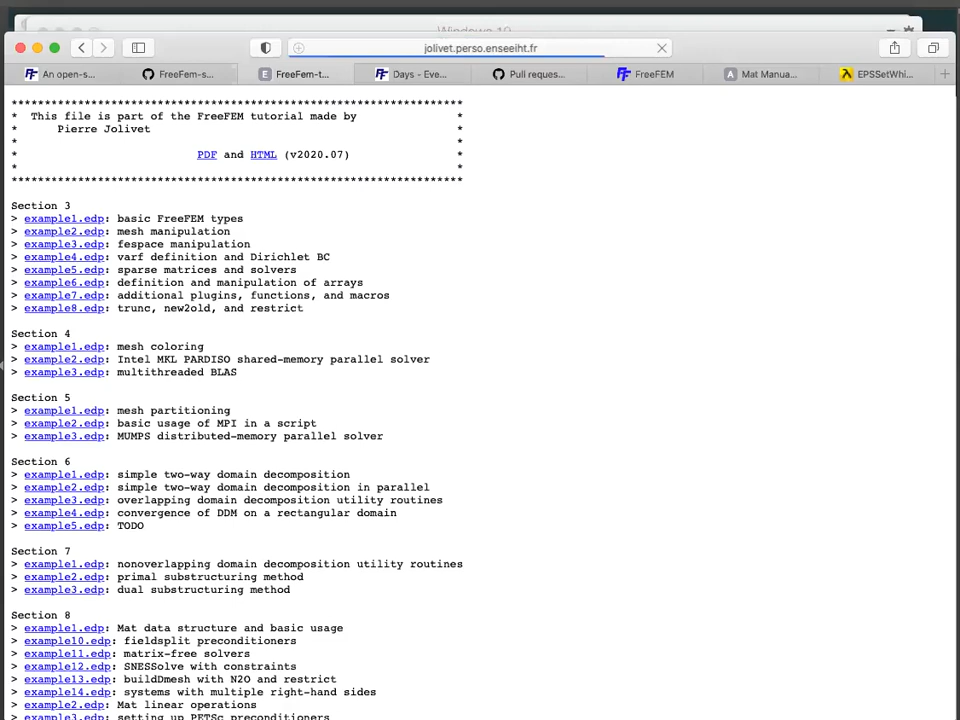 Windows 10
jolivet.perso.enseeiht.fr
An open-s...
FreeFem-s...
FreeFem-t...
Days - Eve...
Pull reques...
FreeFEM
Mat Manua...
EPSSetWhi...
********************************************************************
* This file is part of the FreeFEM tutorial made by *
* Pierre Jolivet *
* *
* PDF and HTML (v2020.07) *
* *
********************************************************************
Section 3
> example1.edp: basic FreeFEM types
> example2.edp: mesh manipulation
> example3.edp: fespace manipulation
> example4.edp: varf definition and Dirichlet BC
> example5.edp: sparse matrices and solvers
> example6.edp: definition and manipulation of arrays
> example7.edp: additional plugins, functions, and macros
> example8.edp: trunc, new2old, and restrict
Section 4
> example1.edp: mesh coloring
> example2.edp: Intel MKL PARDISO shared-memory parallel solver
> example3.edp: multithreaded BLAS
Section 5
> example1.edp: mesh partitioning
> example2.edp: basic usage of MPI in a script
> example3.edp: MUMPS distributed-memory parallel solver
Section 6
> example1.edp: simple two-way domain decomposition
> example2.edp: simple two-way domain decomposition in parallel
> example3.edp: overlapping domain decomposition utility routines
> example4.edp: convergence of DDM on a rectangular domain
> example5.edp: TODO
Section 7
> example1.edp: nonoverlapping domain decomposition utility routines
> example2.edp: primal substructuring method
> example3.edp: dual substructuring method
Section 8
> example1.edp: Mat data structure and basic usage
> example10.edp: fieldsplit preconditioners
> example11.edp: matrix-free solvers
> example12.edp: SNESSolve with constraints
> example13.edp: buildDmesh with N2O and restrict
> example14.edp: systems with multiple right-hand sides
> example2.edp: Mat linear operations
> example3.edp: setting up PETSc preconditioners